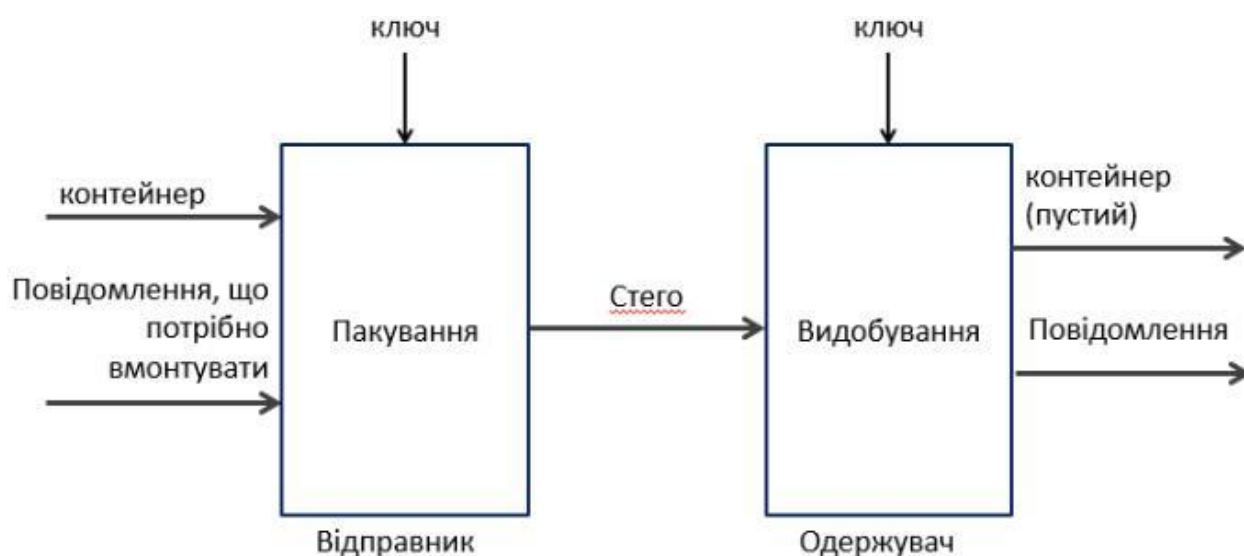 ключ
ключ
контейнер
Повідомлення, що
потрібно
вмонтувати
Пакування
Стего
Видобування
контейнер
(пустий)
Повідомлення
Відправник
Одержувач